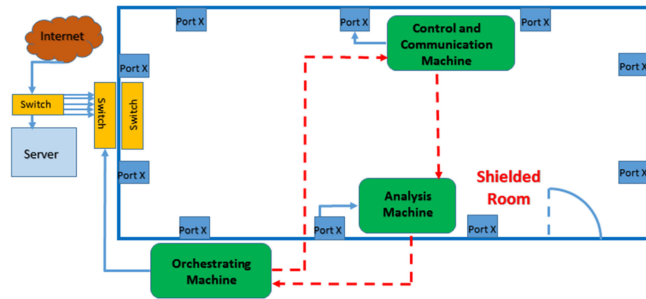 Port X
Port X
Control and
Communication
Machine
Port X
Internet
Port X
Port X
Switch
Switch
Switch
Server
Port X
Analysis
Machine
Shielded
Room
Port X
Port X
Port X
Port X
Orchestrating
Machine